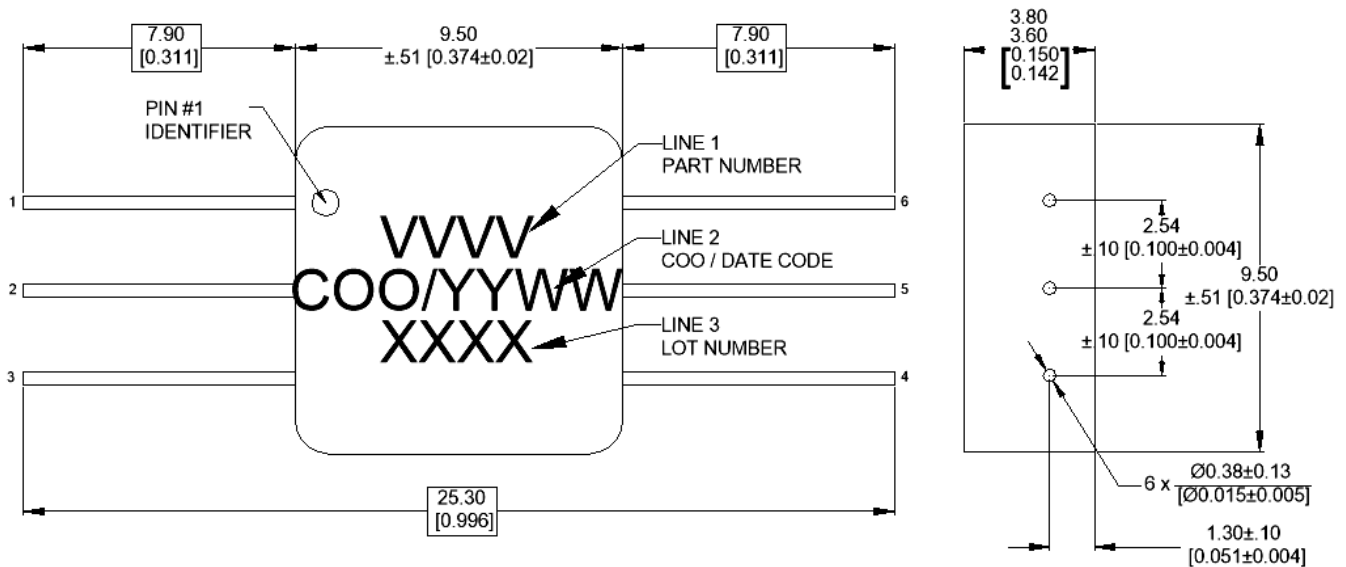 7.90
[0.311]
9.50
±.51 [0.374±0.02]
7.90
[0.311]
PIN #1
IDENTIFIER
LINE 1
PART NUMBER
1
6
VVVV
LINE 2
COO / DATE CODE
2
COO/YYWW
5
LINE 3
LOT NUMBER
XXXX
3
4
25.30
[0.996]
3.80
3.60
[0.150
0.142]
2.54
±.10 [0.100±0.004]
9.50
±.51 [0.374±0.02]
2.54
±.10 [0.100±0.004]
6 x Ø0.38±0.13
[Ø0.015±0.005]
1.30±.10
[0.051±0.004]